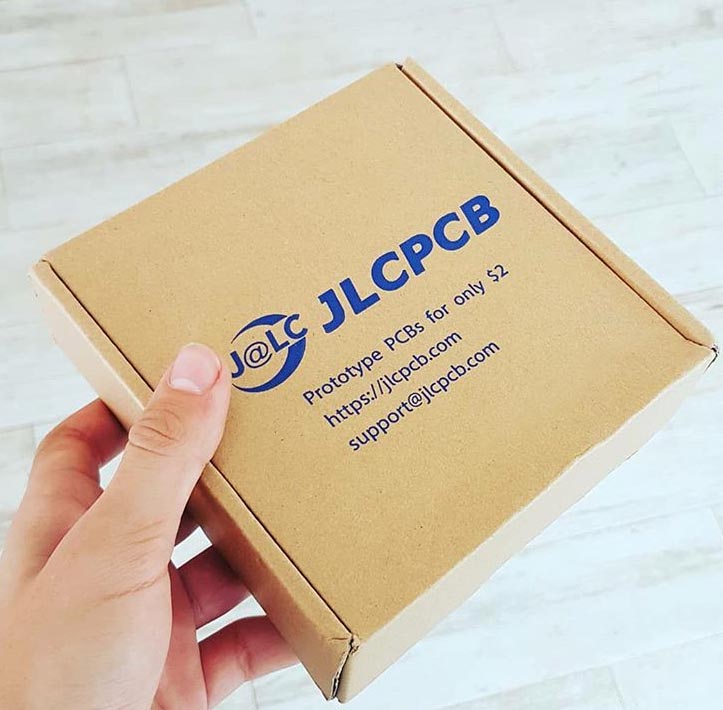 J@LC JLCPCB
Prototype PCBs for only $2
https://jlcpcb.com
support@jlcpcb.com